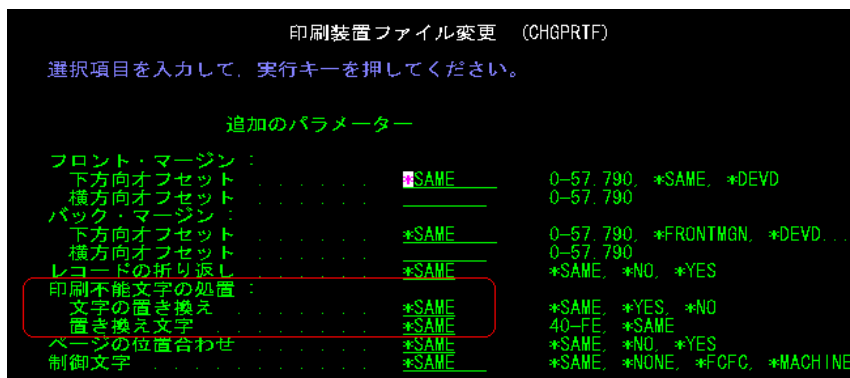 印刷装置ファイル変更 (CHGPRTF)
選択項目を入力して, 実行キーを押してください。
追加のパラメーター
フロント・マージン :
下方向オフセット . . . . . . *SAME 0-57.790, *SAME, *DEVD
横方向オフセット . . . . . . 0-57.790
バック・マージン :
下方向オフセット . . . . . . *SAME 0-57.790, *FRONTMGN, *DEVD...
横方向オフセット . . . . . . 0-57.790
レコードの折り返し . . . . . . *SAME *SAME, *NO, *YES
印刷不能文字の処置 :
文字の置き換え . . . . . . . *SAME *SAME, *YES, *NO
置き換え文字 . . . . . . . . *SAME 40-FE, *SAME
ページの位置合わせ . . . . . . *SAME *SAME, *NO, *YES
制御文字 . . . . . . . . . . . *SAME *SAME, *NONE, *FCFC, *MACHINE